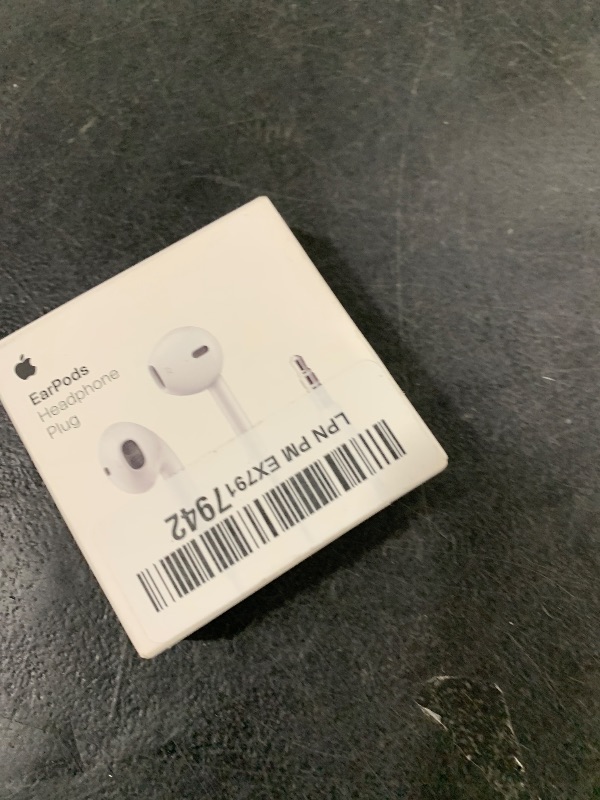 EarPods
Headphone
Plug
LPN PM EX7917942